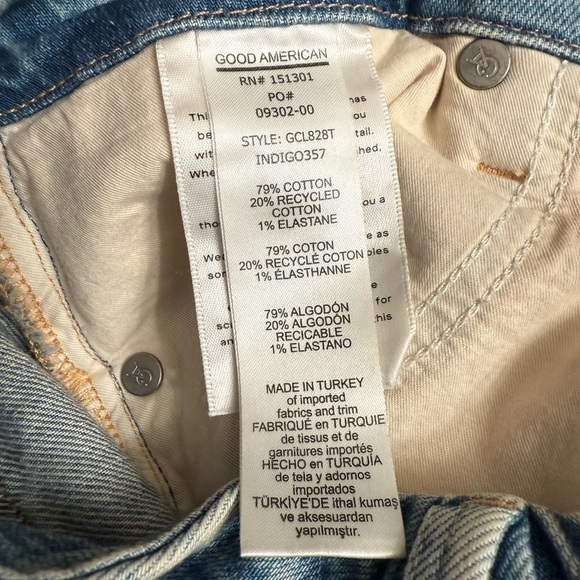 GOOD AMERICAN
RN# 151301
PO#
09302-00
STYLE: GCL828T
INDIGO357
79% COTTON
20% RECYCLED
COTTON
1% ELASTANE
79% COTON
20% RECYCLÉ COTON
1% ÉLASTHANNE
79% ALGODÓN
20% ALGODÓN
RECICABLE
1% ELASTANO
MADE IN TURKEY
of imported
fabrics and trim
FABRIQUÉ en TURQUIE
de tissus et de
garnitures importés
HECHO en TURQUÍA
de tela y adornos
importados
TÜRKİYE'DE ithal kumaş
ve aksesuardan
yapılmıştır.